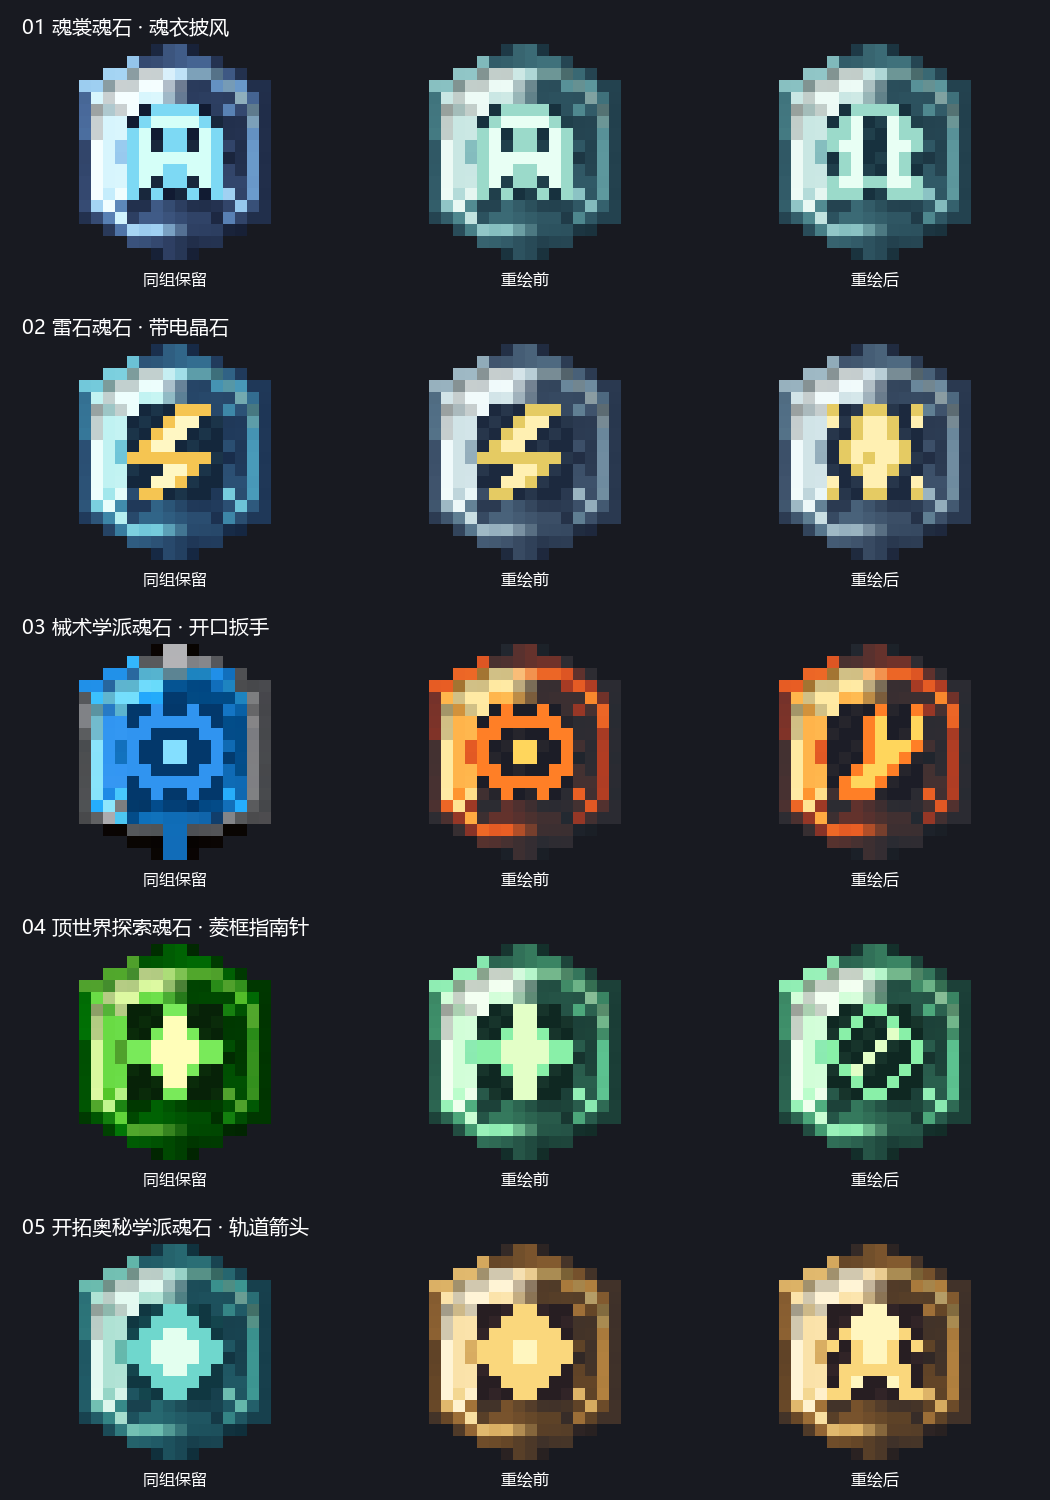 01 魂裳魂石 · 魂衣披风
同组保留 重绘前 重绘后
02 雷石魂石 · 带电晶石
同组保留 重绘前 重绘后
03 械术学派魂石 · 开口扳手
同组保留 重绘前 重绘后
04 顶世界探索魂石 · 菱框指南针
同组保留 重绘前 重绘后
05 开拓奥秘学派魂石 · 轨道箭头
同组保留 重绘前 重绘后